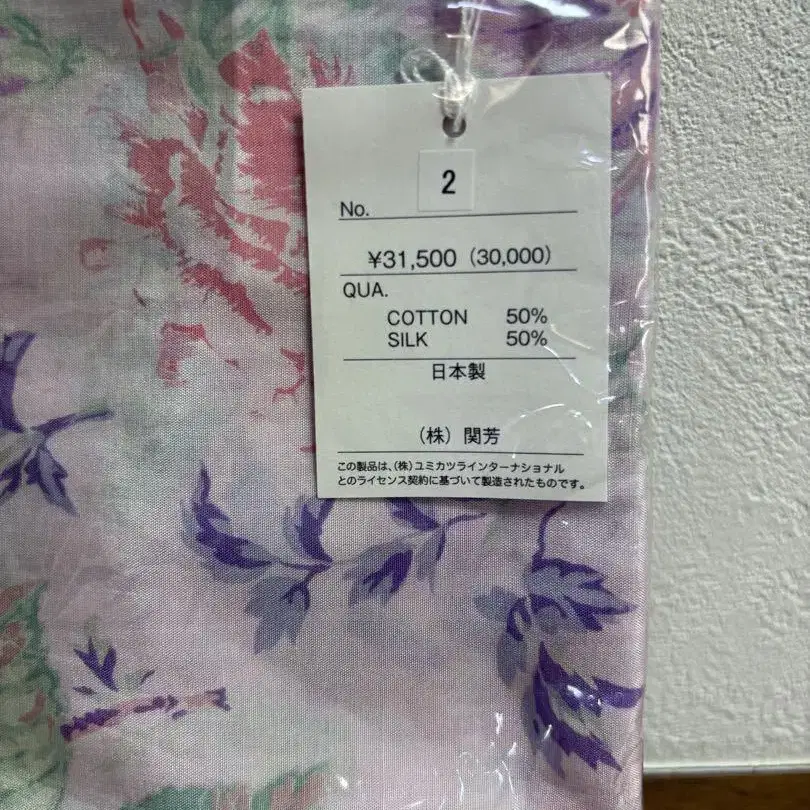 2
No.
¥31,500 (30,000)
QUA.
COTTON 50%
SILK 50%
日本製
(株) 関芳
この製品は、(株)ユミカツラインターナショナル
とのライセンス契約に基づいて製造されたものです。